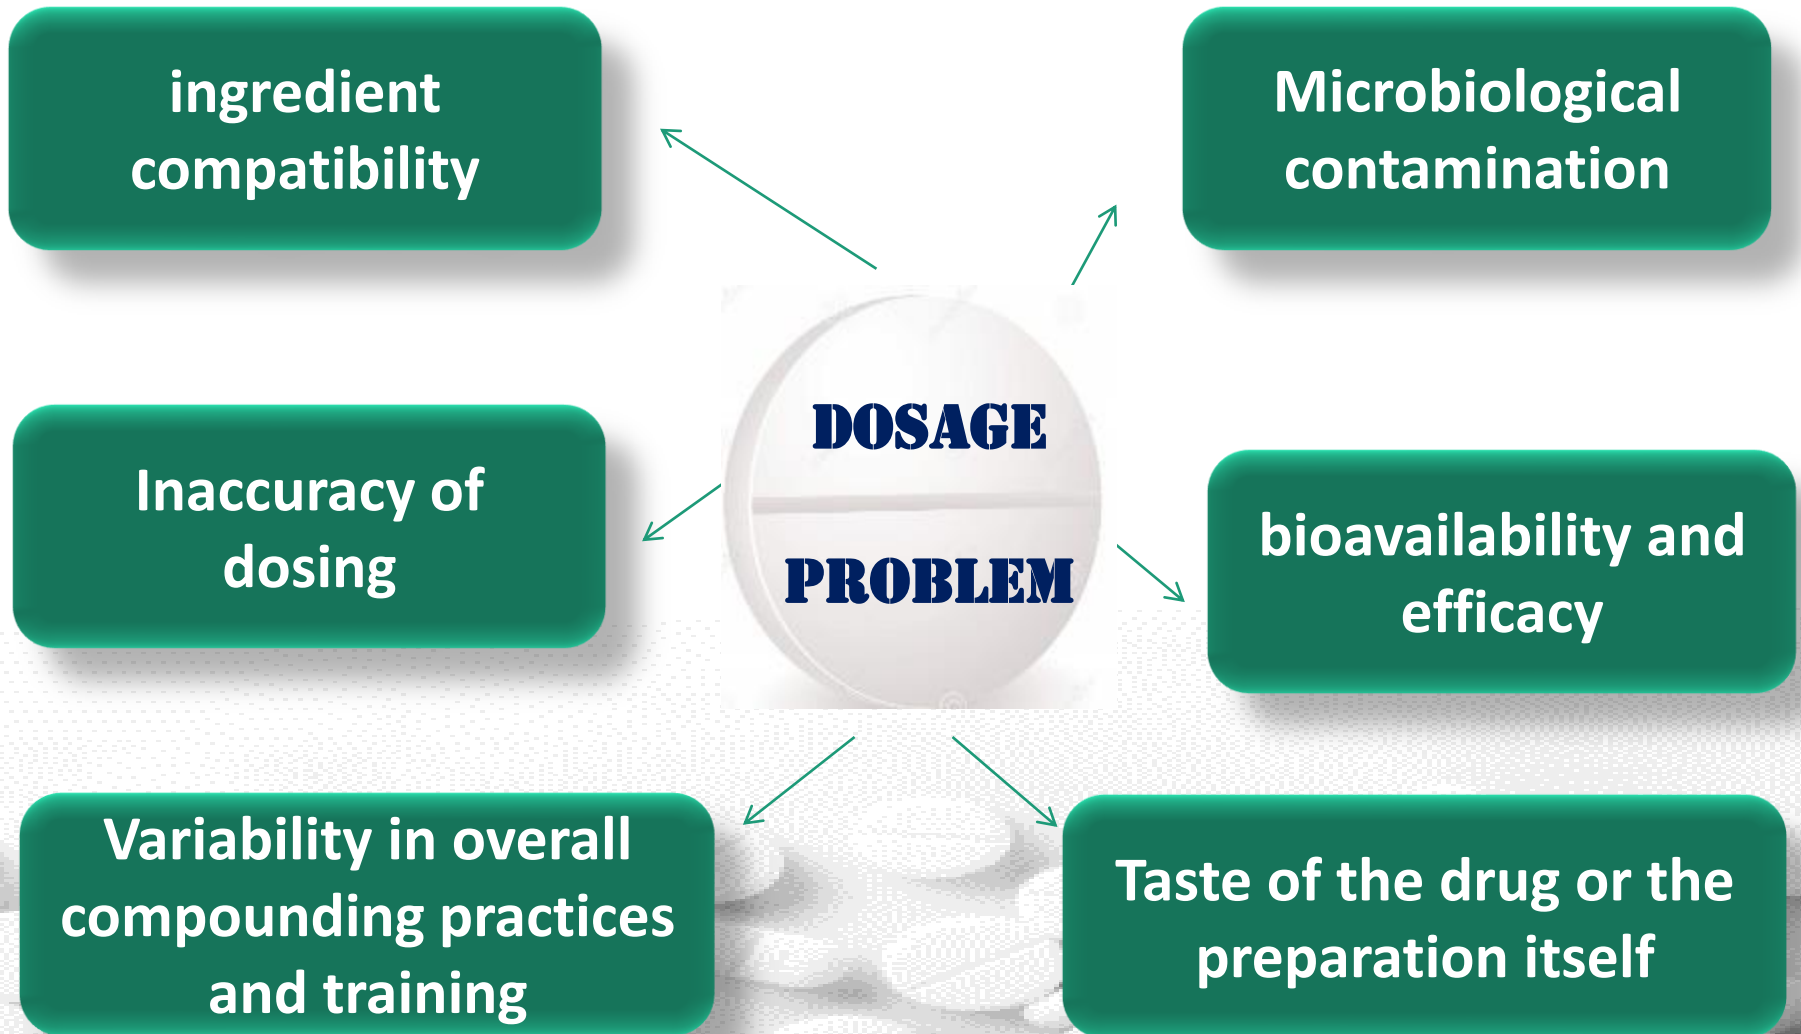 ingredient
compatibility
Microbiological
contamination
DOSAGE
PROBLEM
Inaccuracy of
dosing
bioavailability and
efficacy
Variability in overall
compounding practices
and training
Taste of the drug or the
preparation itself